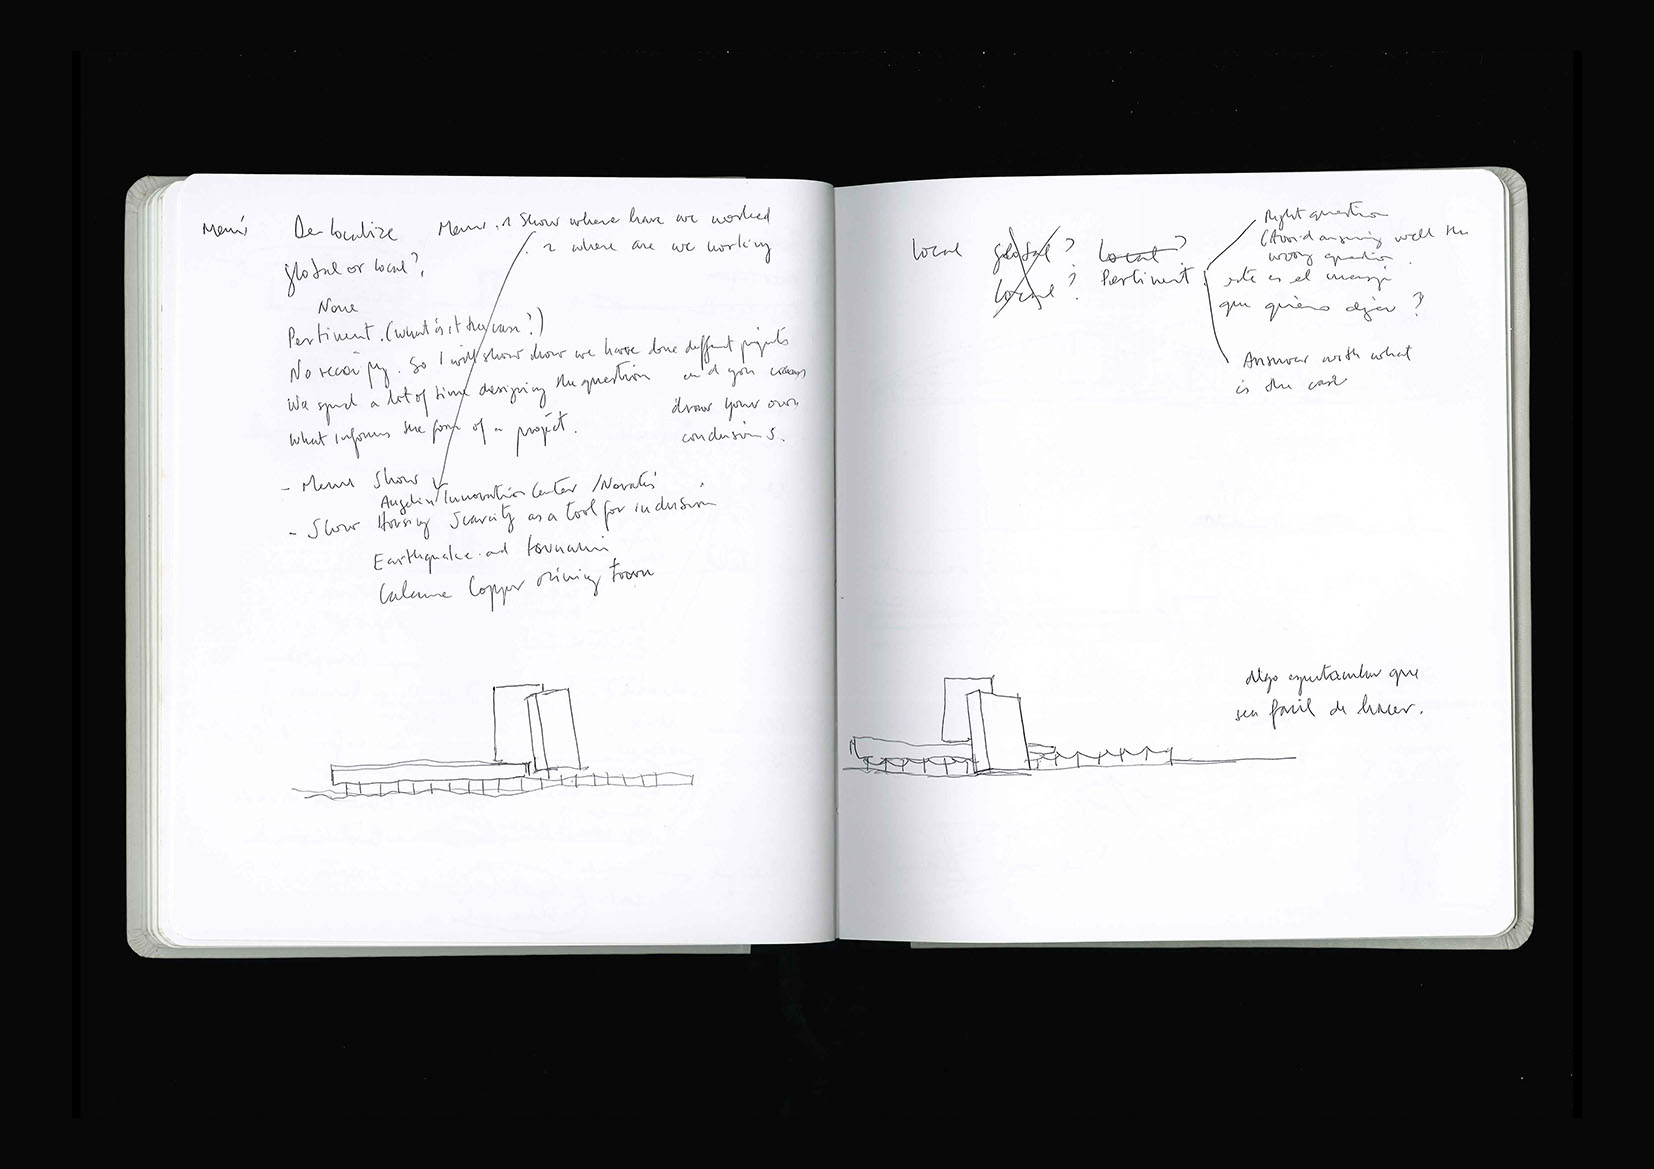 Menú De-localize Menu. 1 Show where have we worked
2 where are we working
global or local?
None
Pertinent. (what is it the case?)
No . So I will show how we have done different projects
and you
We spend a lot of time designing the question
draw your own
what informs the form of a project.
conclusions.
- Menu Show
Angelini Innovation Center / Novartis
- Show Housing Scarcity as a tool for inclusion
Earthquake and tsunami
Calama Copper Mining Town
Local global? Local?
Local? Pertinent
Right question
(Avoid answering well the
wrong question
este es el mensaje
que quiero dejar?
Answer with what
is the case
Algo espectacular que
sea fácil de hacer.